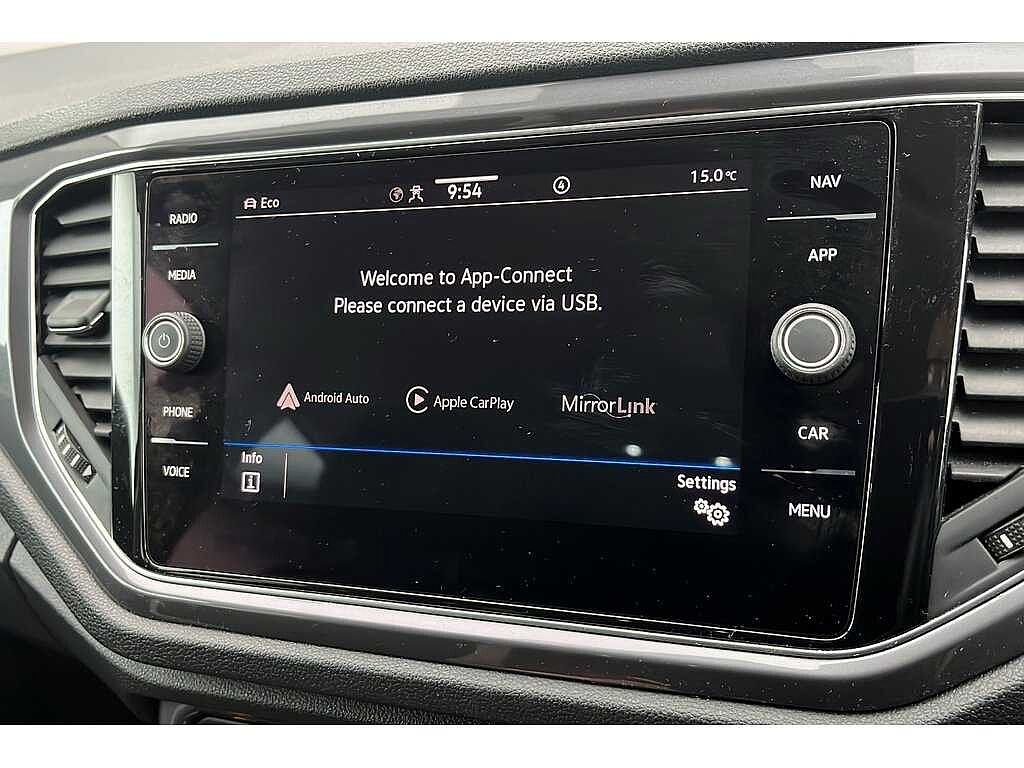 RADIO
MEDIA
PHONE
VOICE
Eco
9:54
4
15.0°C
Welcome to App-Connect
Please connect a device via USB.
Android Auto
Apple CarPlay
MirrorLink
Info
i
Settings
NAV
APP
CAR
MENU